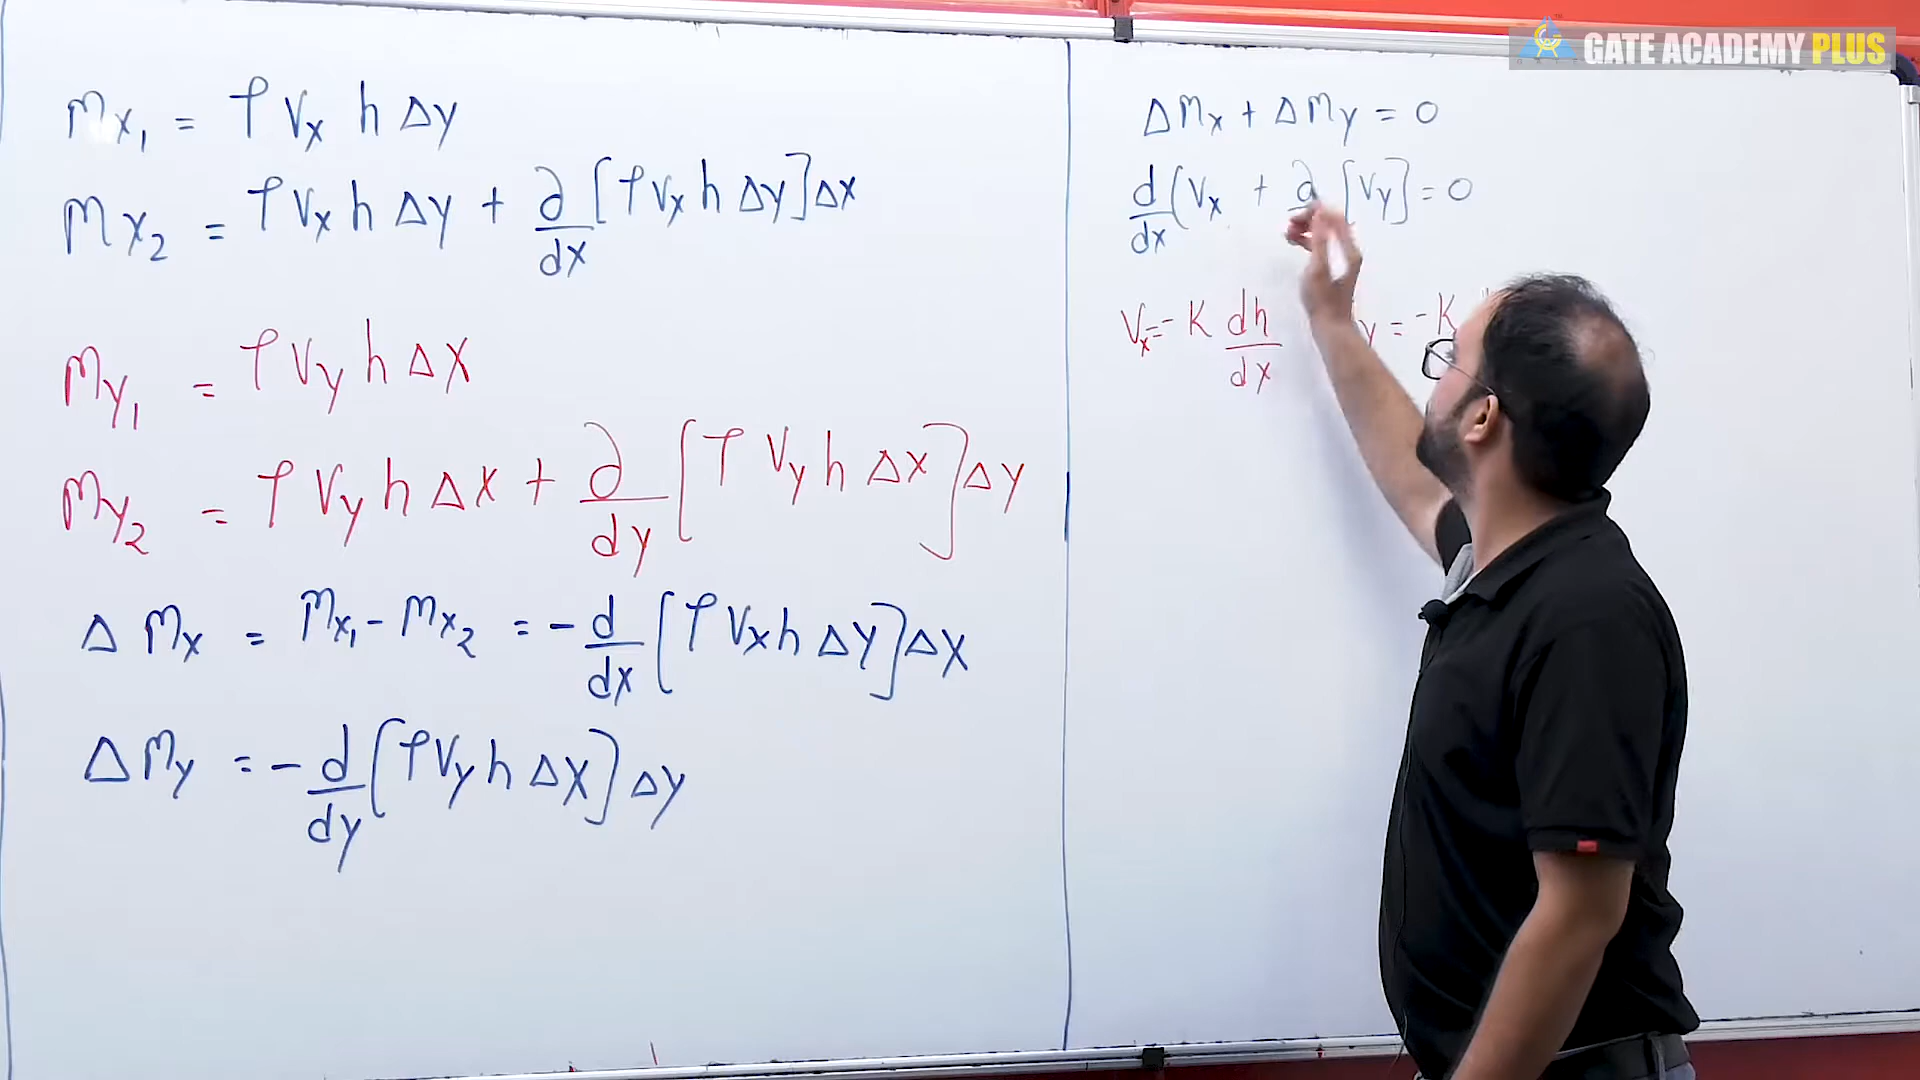 Mx₁ = ρ Vx h Δy
Mx₂ = ρ Vx h Δy + ∂/dx [ρ Vx h Δy] Δx
My₁ = ρ Vy h Δx
My₂ = ρ Vy h Δx + ∂/dy [ρ Vy h Δx] Δy
Δ Mx = Mx₁ - Mx₂ = - d/dx [ρ Vx h Δy] Δx
Δ My = - d/dy [ρ Vy h Δx] Δy
GATE ACADEMY PLUS
Δ Mx + Δ My = 0
d/dx (Vx + ∂ [Vy] = 0
Vx = - K dh/dx y = - K